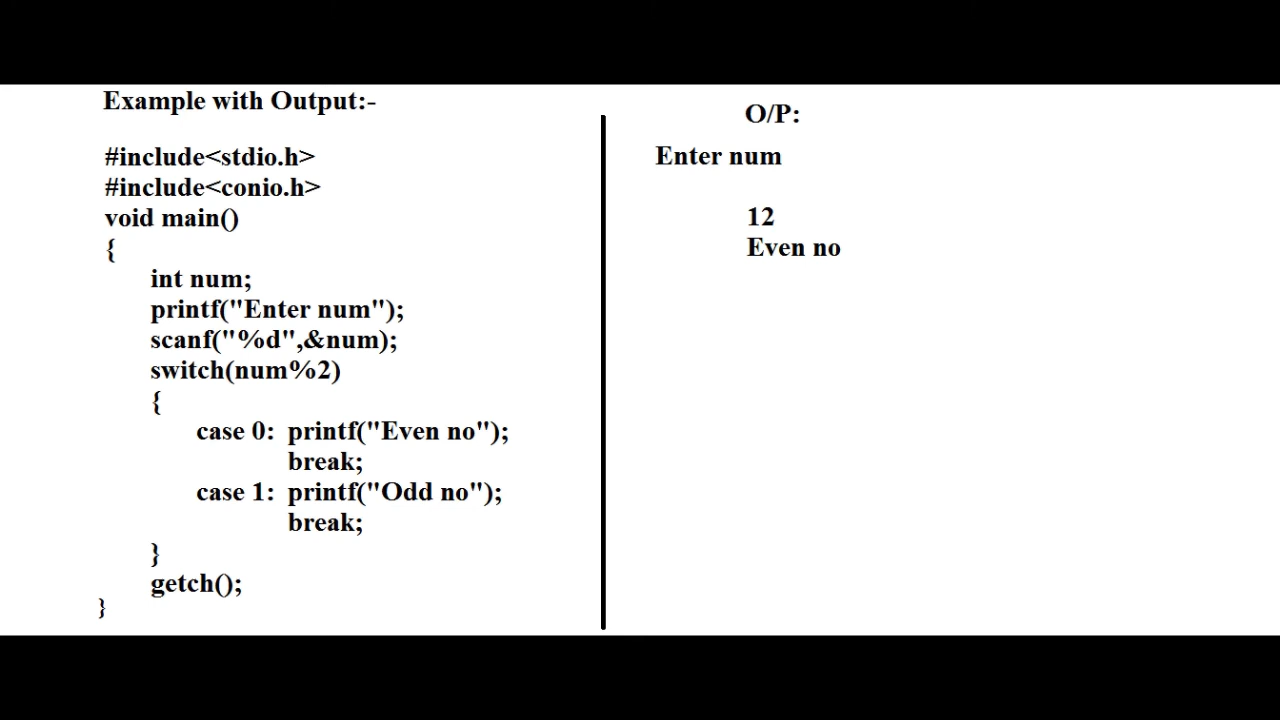 Example with Output:-
#include<stdio.h>
#include<conio.h>
void main()
{
int num;
printf("Enter num");
scanf("%d",&num);
switch(num%2)
{
case 0: printf("Even no");
break;
case 1: printf("Odd no");
break;
}
getch();
}
O/P:
Enter num
12
Even no